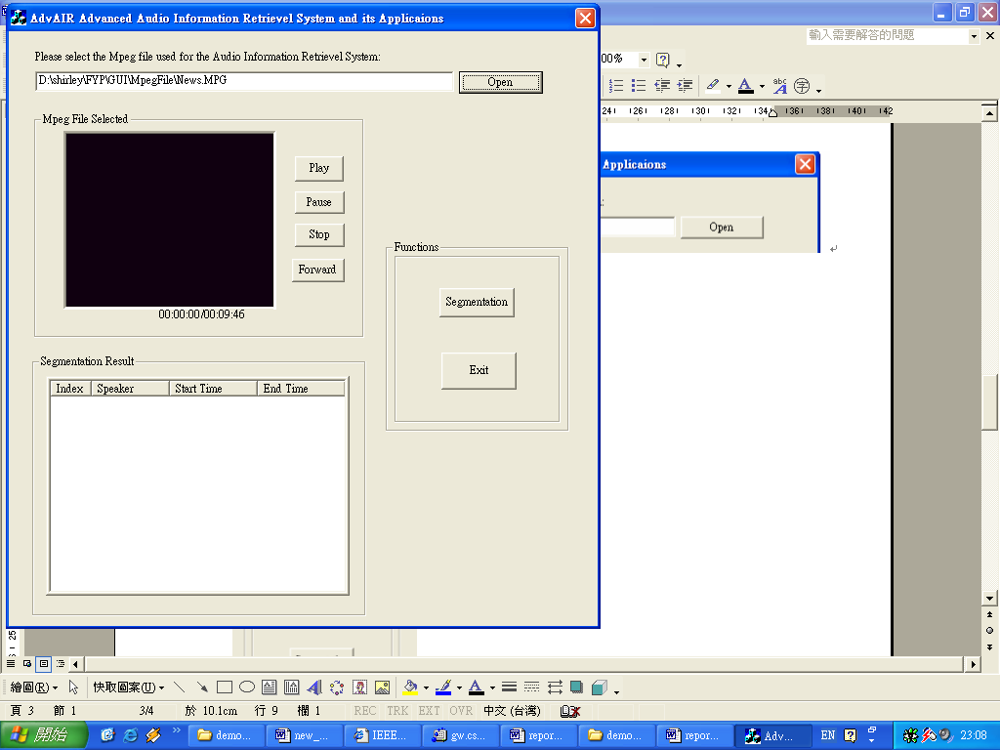 AdvAIR Advanced Audio Information Retrievel System and its Applicaions
輸入需要解答的問題
Please select the Mpeg file used for the Audio Information Retrievel System:
D:\shirley\FYP\GUI\MpegFile\News.MPG
Open
00%
Mpeg File Selected
Play
Pause
Stop
Forward
00:00:00/00:09:46
Functions
Segmentation
Exit
Segmentation Result
Index Speaker Start Time End Time
24 26 28 30 32 34 36 38 40 42
Applicaions
Open
25
繪圖(R) 快取圖案(U)
頁 3 節 1 3/4 於 10.1cm 行 9 欄 1 REC TRK EXT OVR 中文 (台灣)
開始 demo... new_... IEEE... gw.cs... repor... demo... repor... Adv... EN 23:08